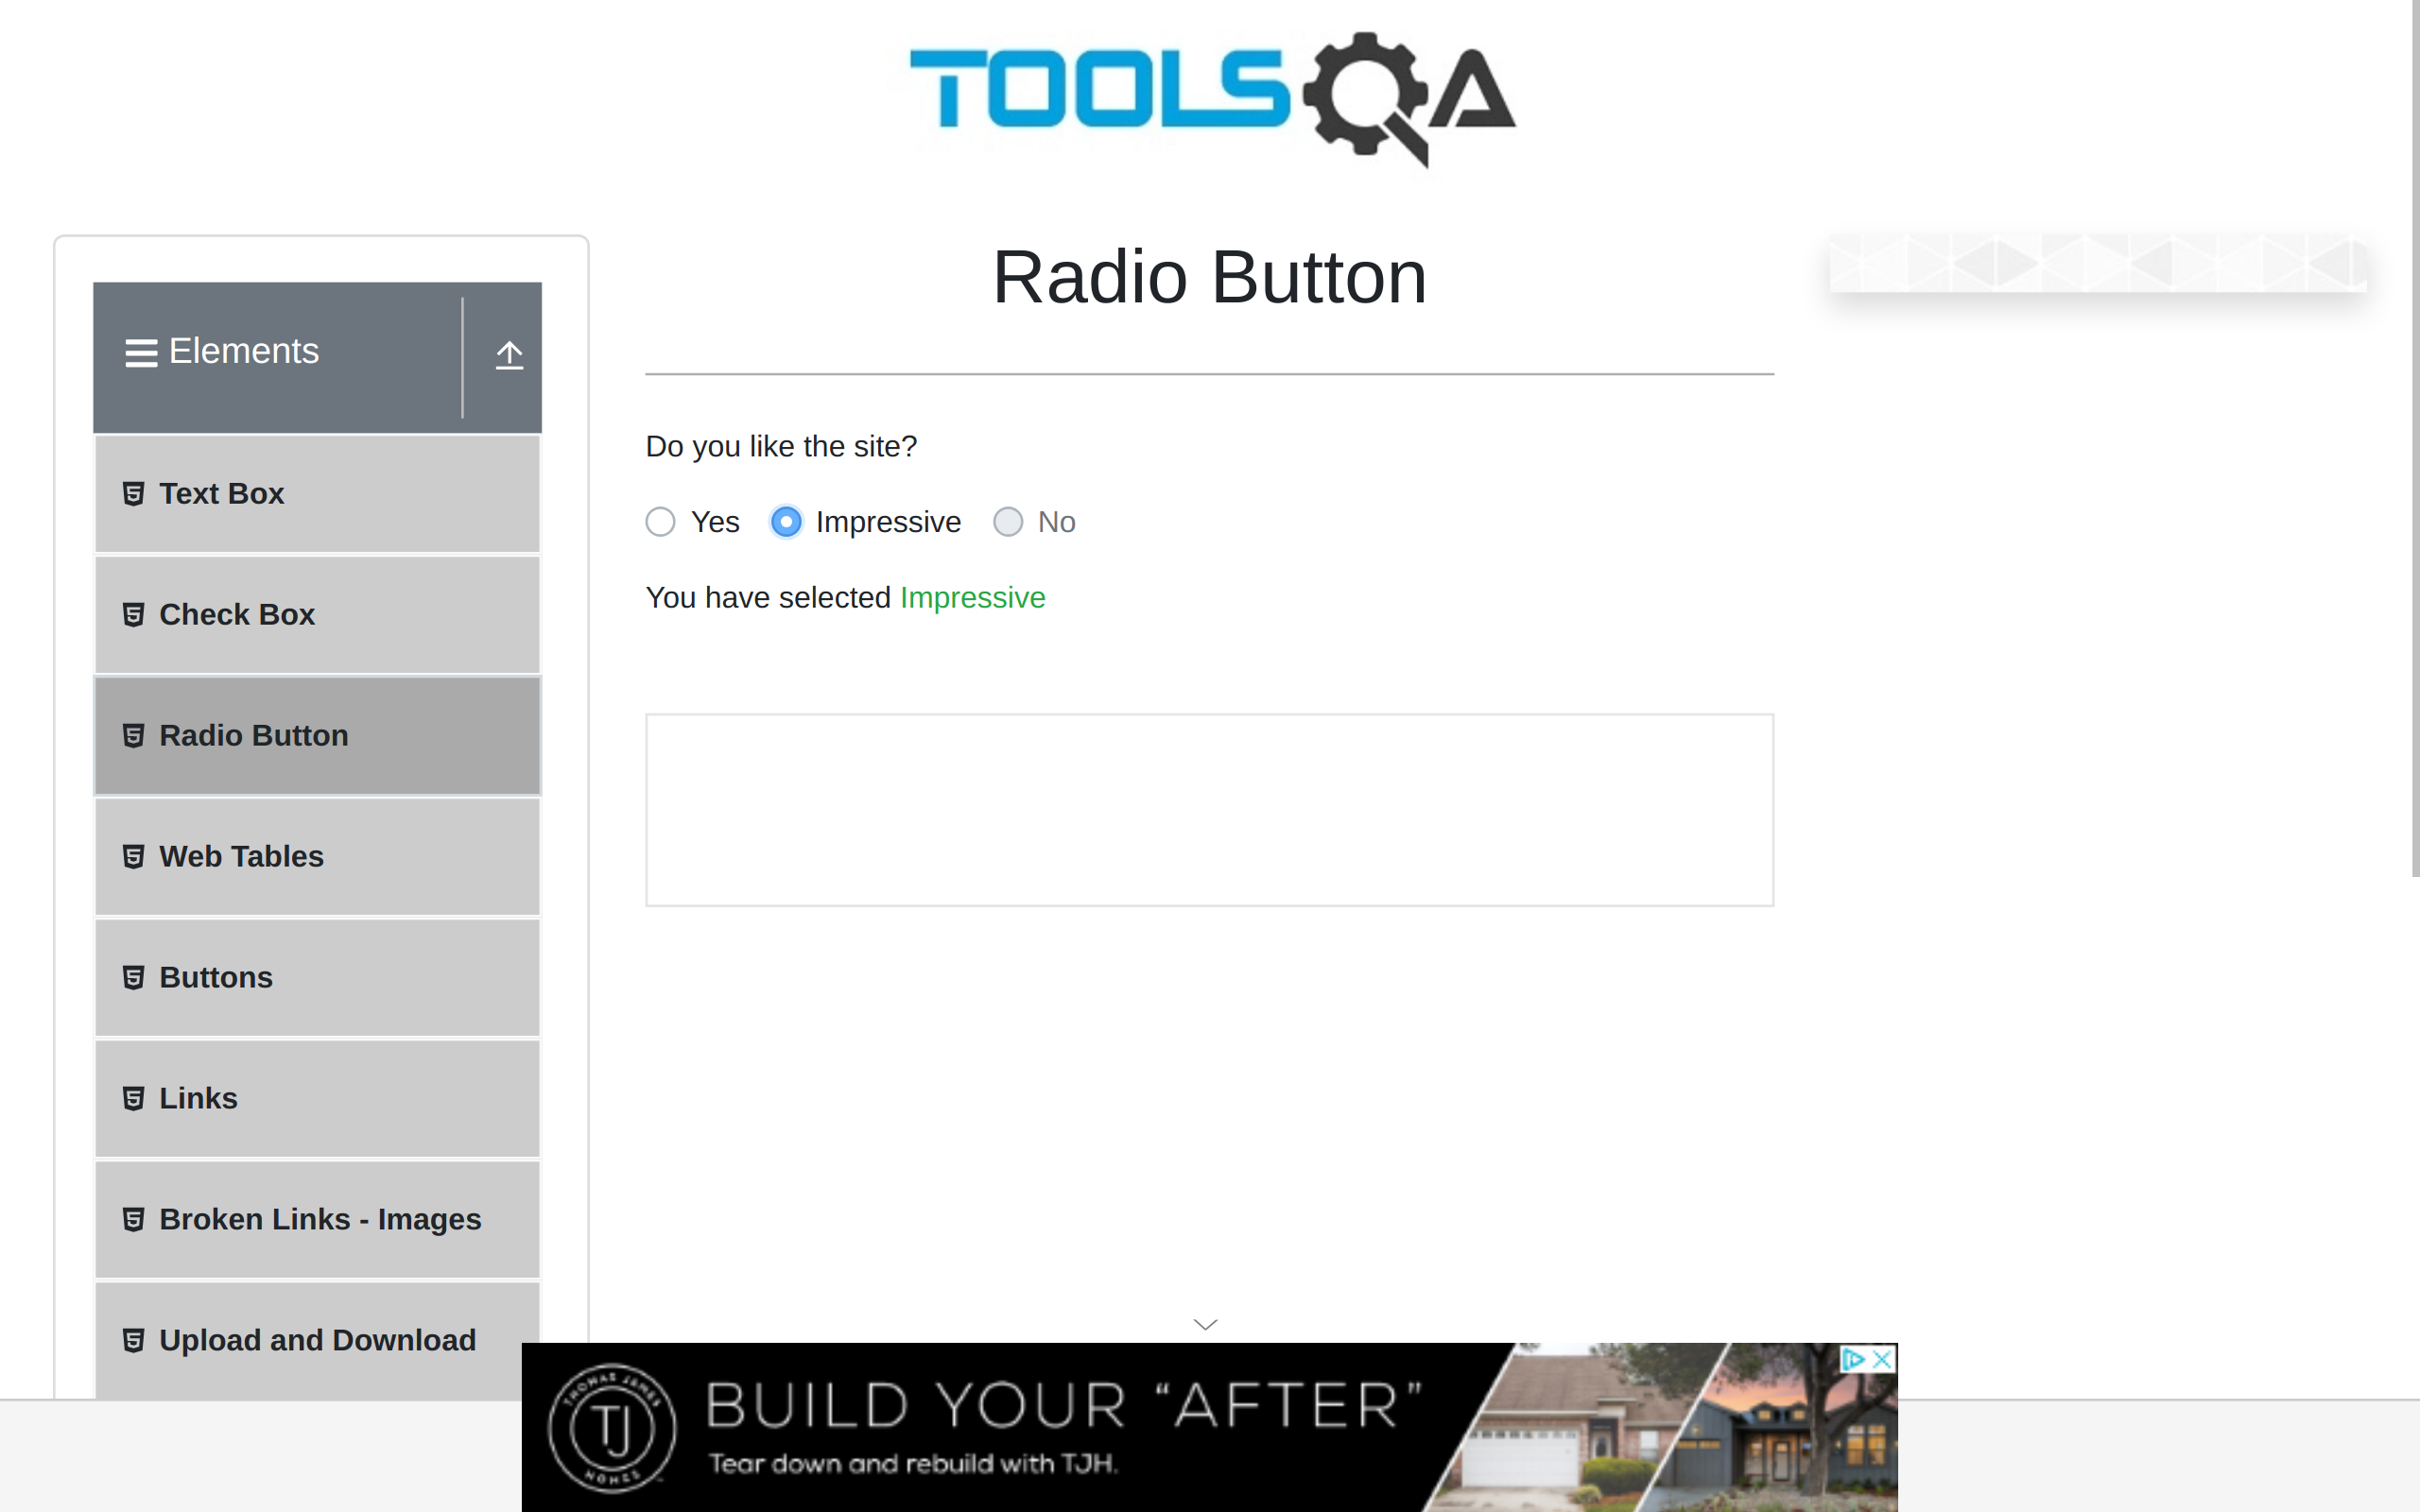 TOOLSQA
Radio Button
Elements
Text Box
Check Box
Radio Button
Web Tables
Buttons
Links
Broken Links - Images
Upload and Download
Do you like the site?
Yes Impressive No
You have selected Impressive
THOMAS JAMES
TJ
HOMES
BUILD YOUR “AFTER”
Tear down and rebuild with TJH.